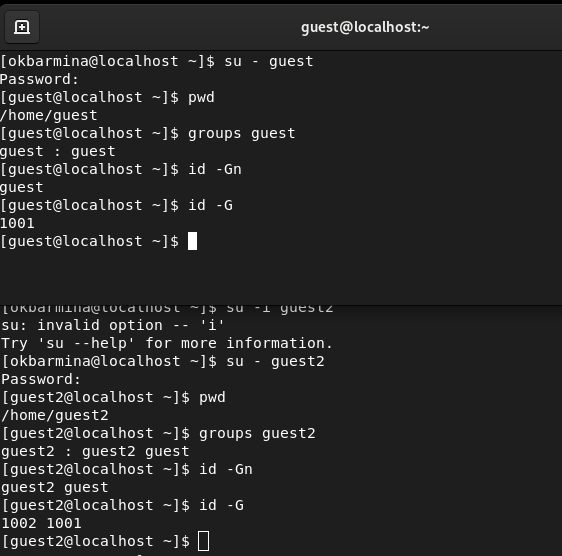 guest@localhost:~
[okbarmina@localhost ~]$ su - guest
Password:
[guest@localhost ~]$ pwd
/home/guest
[guest@localhost ~]$ groups guest
guest : guest
[guest@localhost ~]$ id -Gn
guest
[guest@localhost ~]$ id -G
1001
[guest@localhost ~]$
[okbarmina@localhost ~]$ su -i guest2
su: invalid option -- 'i'
Try 'su --help' for more information.
[okbarmina@localhost ~]$ su - guest2
Password:
[guest2@localhost ~]$ pwd
/home/guest2
[guest2@localhost ~]$ groups guest2
guest2 : guest2 guest
[guest2@localhost ~]$ id -Gn
guest2 guest
[guest2@localhost ~]$ id -G
1002 1001
[guest2@localhost ~]$